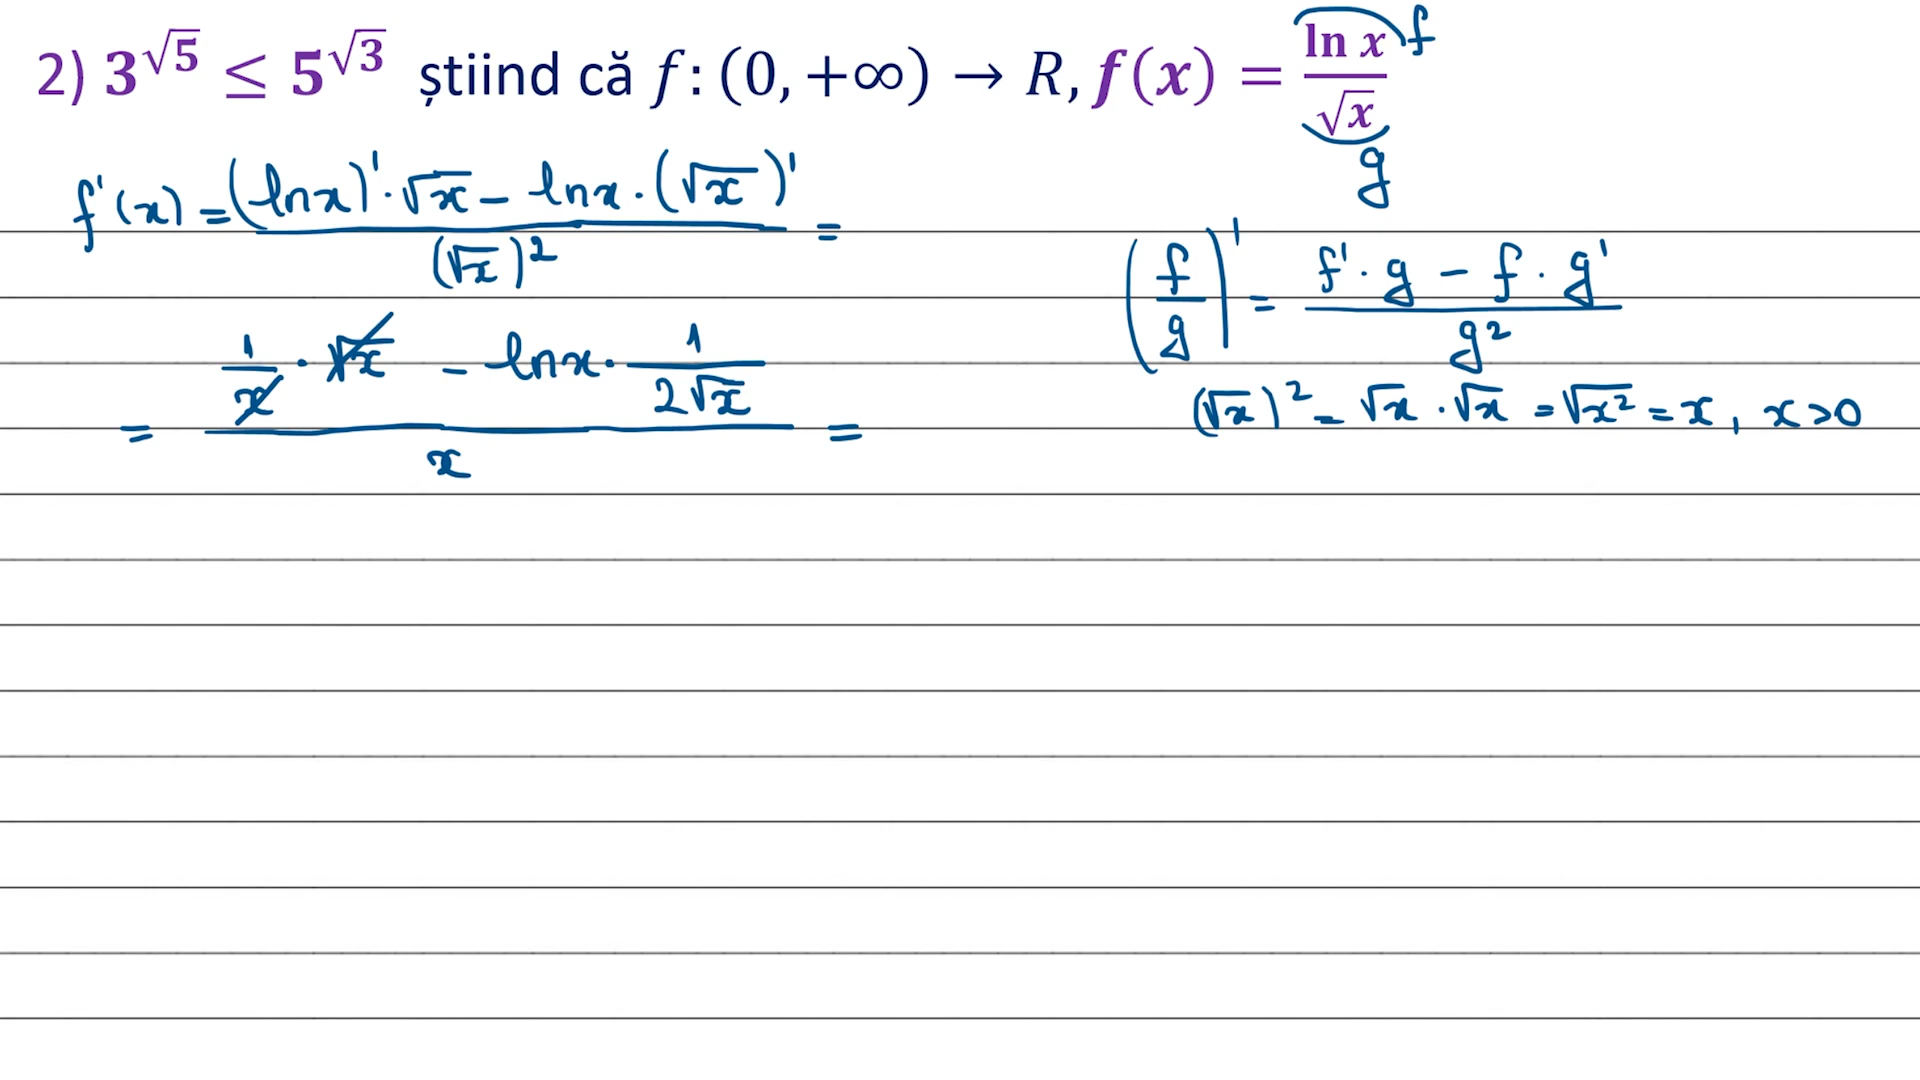 2) 3^√5 ≤ 5^√3 știind că f: (0, +∞) → R, f(x) = ln x / √x
f
g
f'(x) = ((ln x)' · √x − ln x · (√x)') / (√x)² =
(f/g)' = (f' · g − f · g') / g²
= (1/x · √x − ln x · 1/(2√x)) / x =
(√x)² = √x · √x = √x² = x, x > 0